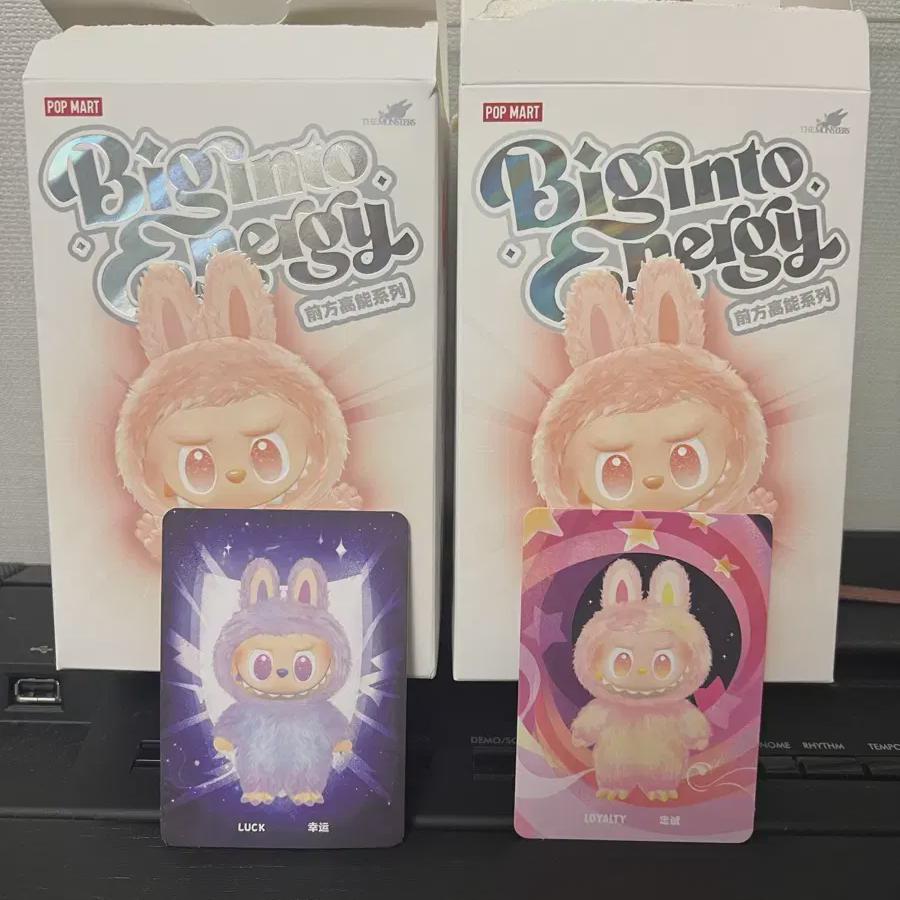 POP MART
THE MONSTERS
Big into
Energy
前方高能系列
POP MART
THE MONSTERS
Big into
Energy
前方高能系列
LUCK 幸运
LOYALTY 忠诚
RHYTHM